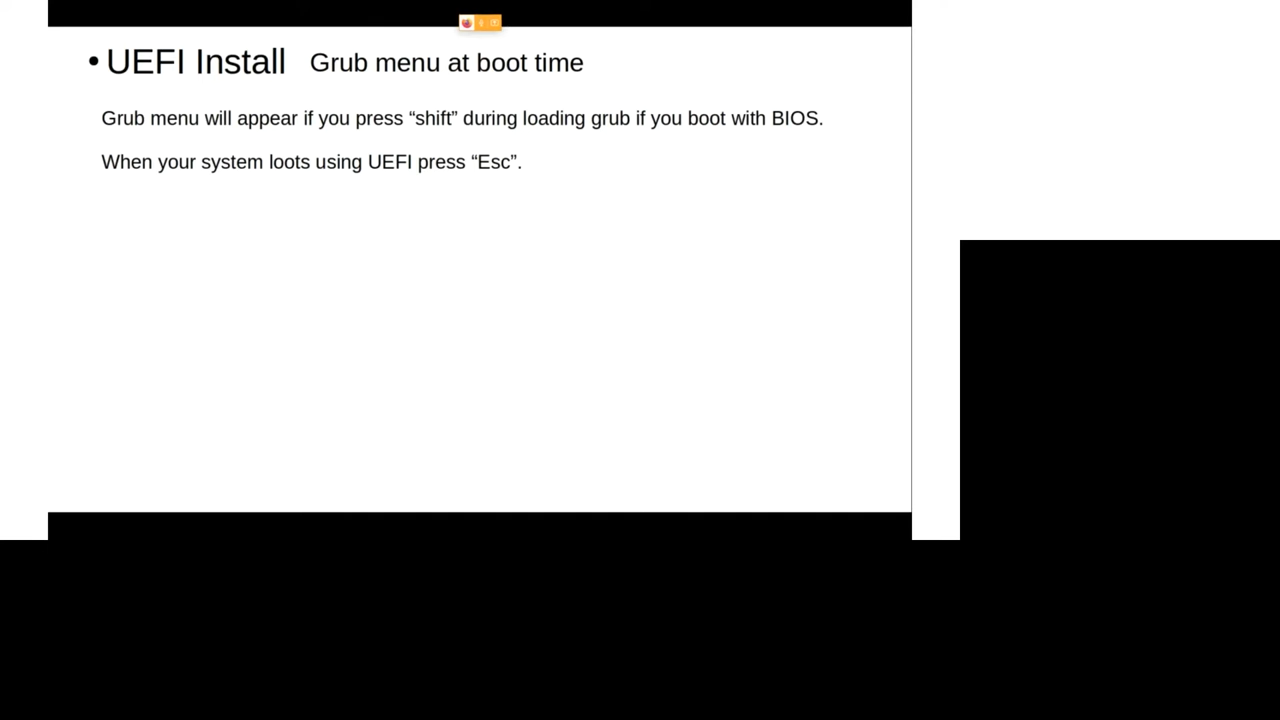 • UEFI Install Grub menu at boot time
Grub menu will appear if you press “shift” during loading grub if you boot with BIOS.
When your system loots using UEFI press “Esc”.